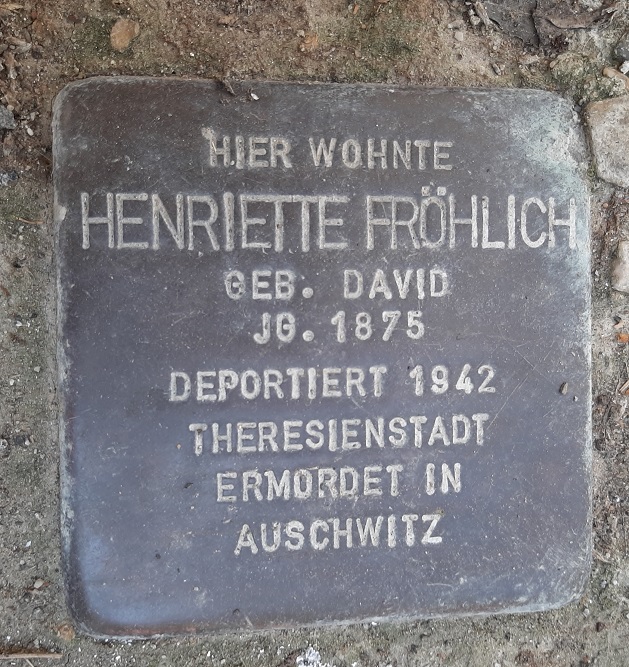 HIER WOHNTE
HENRIETTE FRÖHLICH
GEB. DAVID
JG. 1875
DEPORTIERT 1942
THERESIENSTADT
ERMORDET IN
AUSCHWITZ